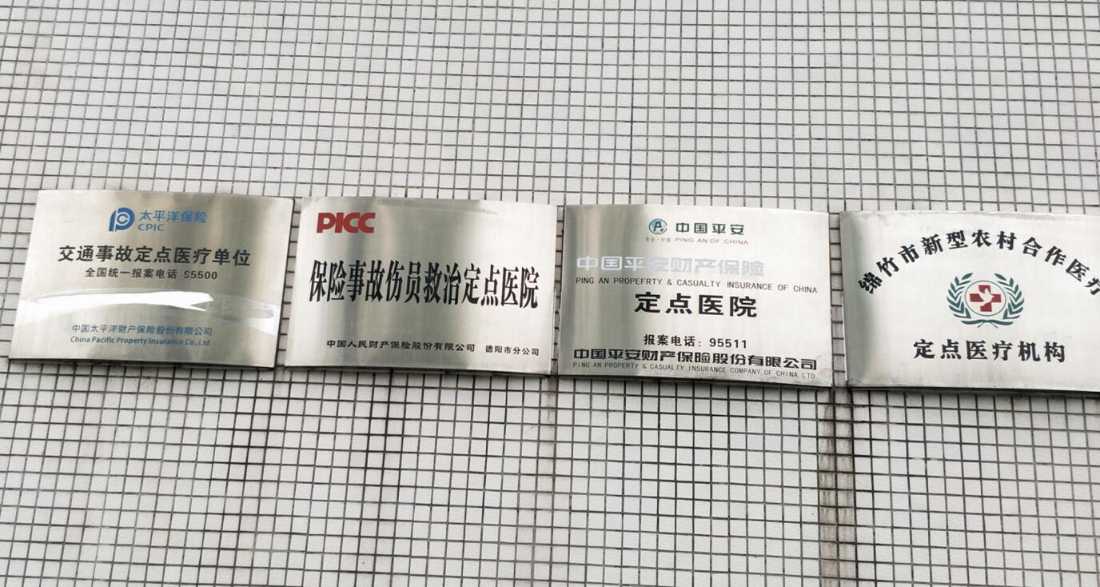 太平洋保险
CPIC
交通事故定点医疗单位
全国统一报案电话 95500
中国太平洋财产保险股份有限公司
China Pacific Property Insurance Co.,Ltd
PICC
保险事故伤员救治定点医院
中国人民财产保险股份有限公司 德阳市分公司
中国平安
PING AN OF CHINA
中国平安财产保险
PING AN PROPEFRTY & CASUALTY INSURANCE OF CHINA
定点医院
报案电话：95511
中国平安财产保险股份有限公司
PING AN PROPERTY & CASUALTY INSURANCE COMPANY OF CHINA LTD
绵竹市新型农村合作医疗
定点医疗机构